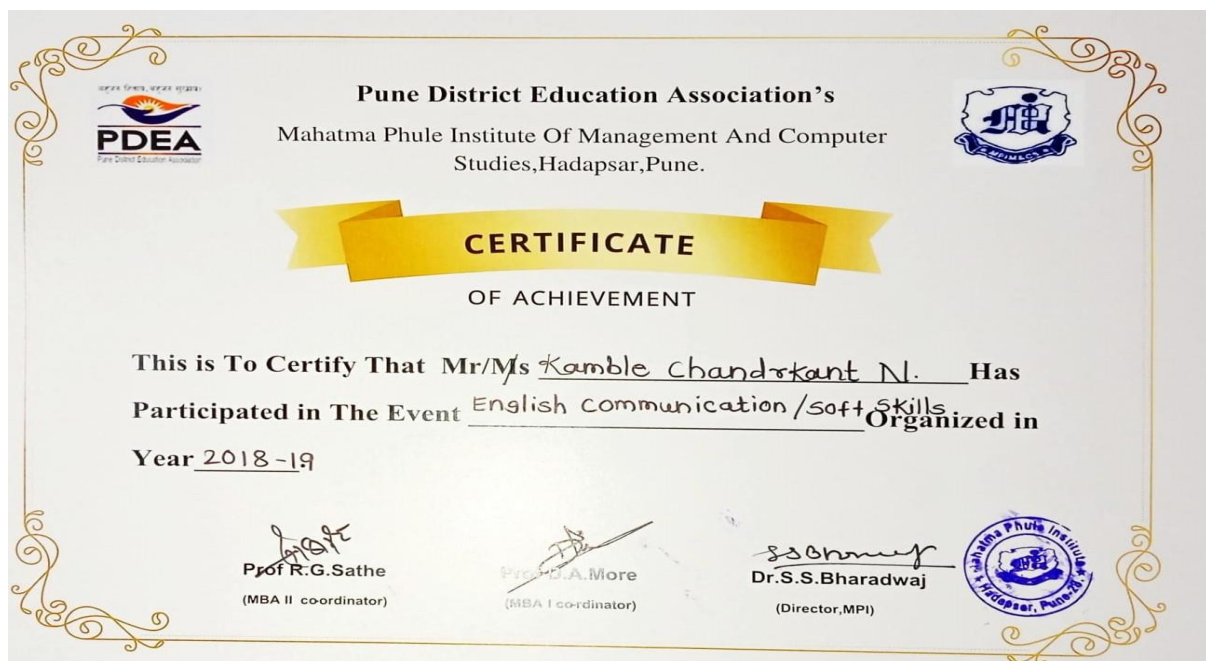 Pune District Education Association's
PDEA
Pune District Education Association
Mahatma Phule Institute Of Management And Computer
Studies,Hadapsar,Pune.
MPIMACS
CERTIFICATE
OF ACHIEVEMENT
This is To Certify That Mr/Ms Kamble Chandrkant N. Has
Participated in The Event English Communication/Soft Skills Organized in
Year 2018-19
Prof R.G.Sathe
(MBA II co-ordinator)
Prof D.A.More
(MBA I co-rdinator)
Dr.S.S.Bharadwaj
(Director,MPI)
Mahatma Phule Institute
Hadapsar, Pune-28.